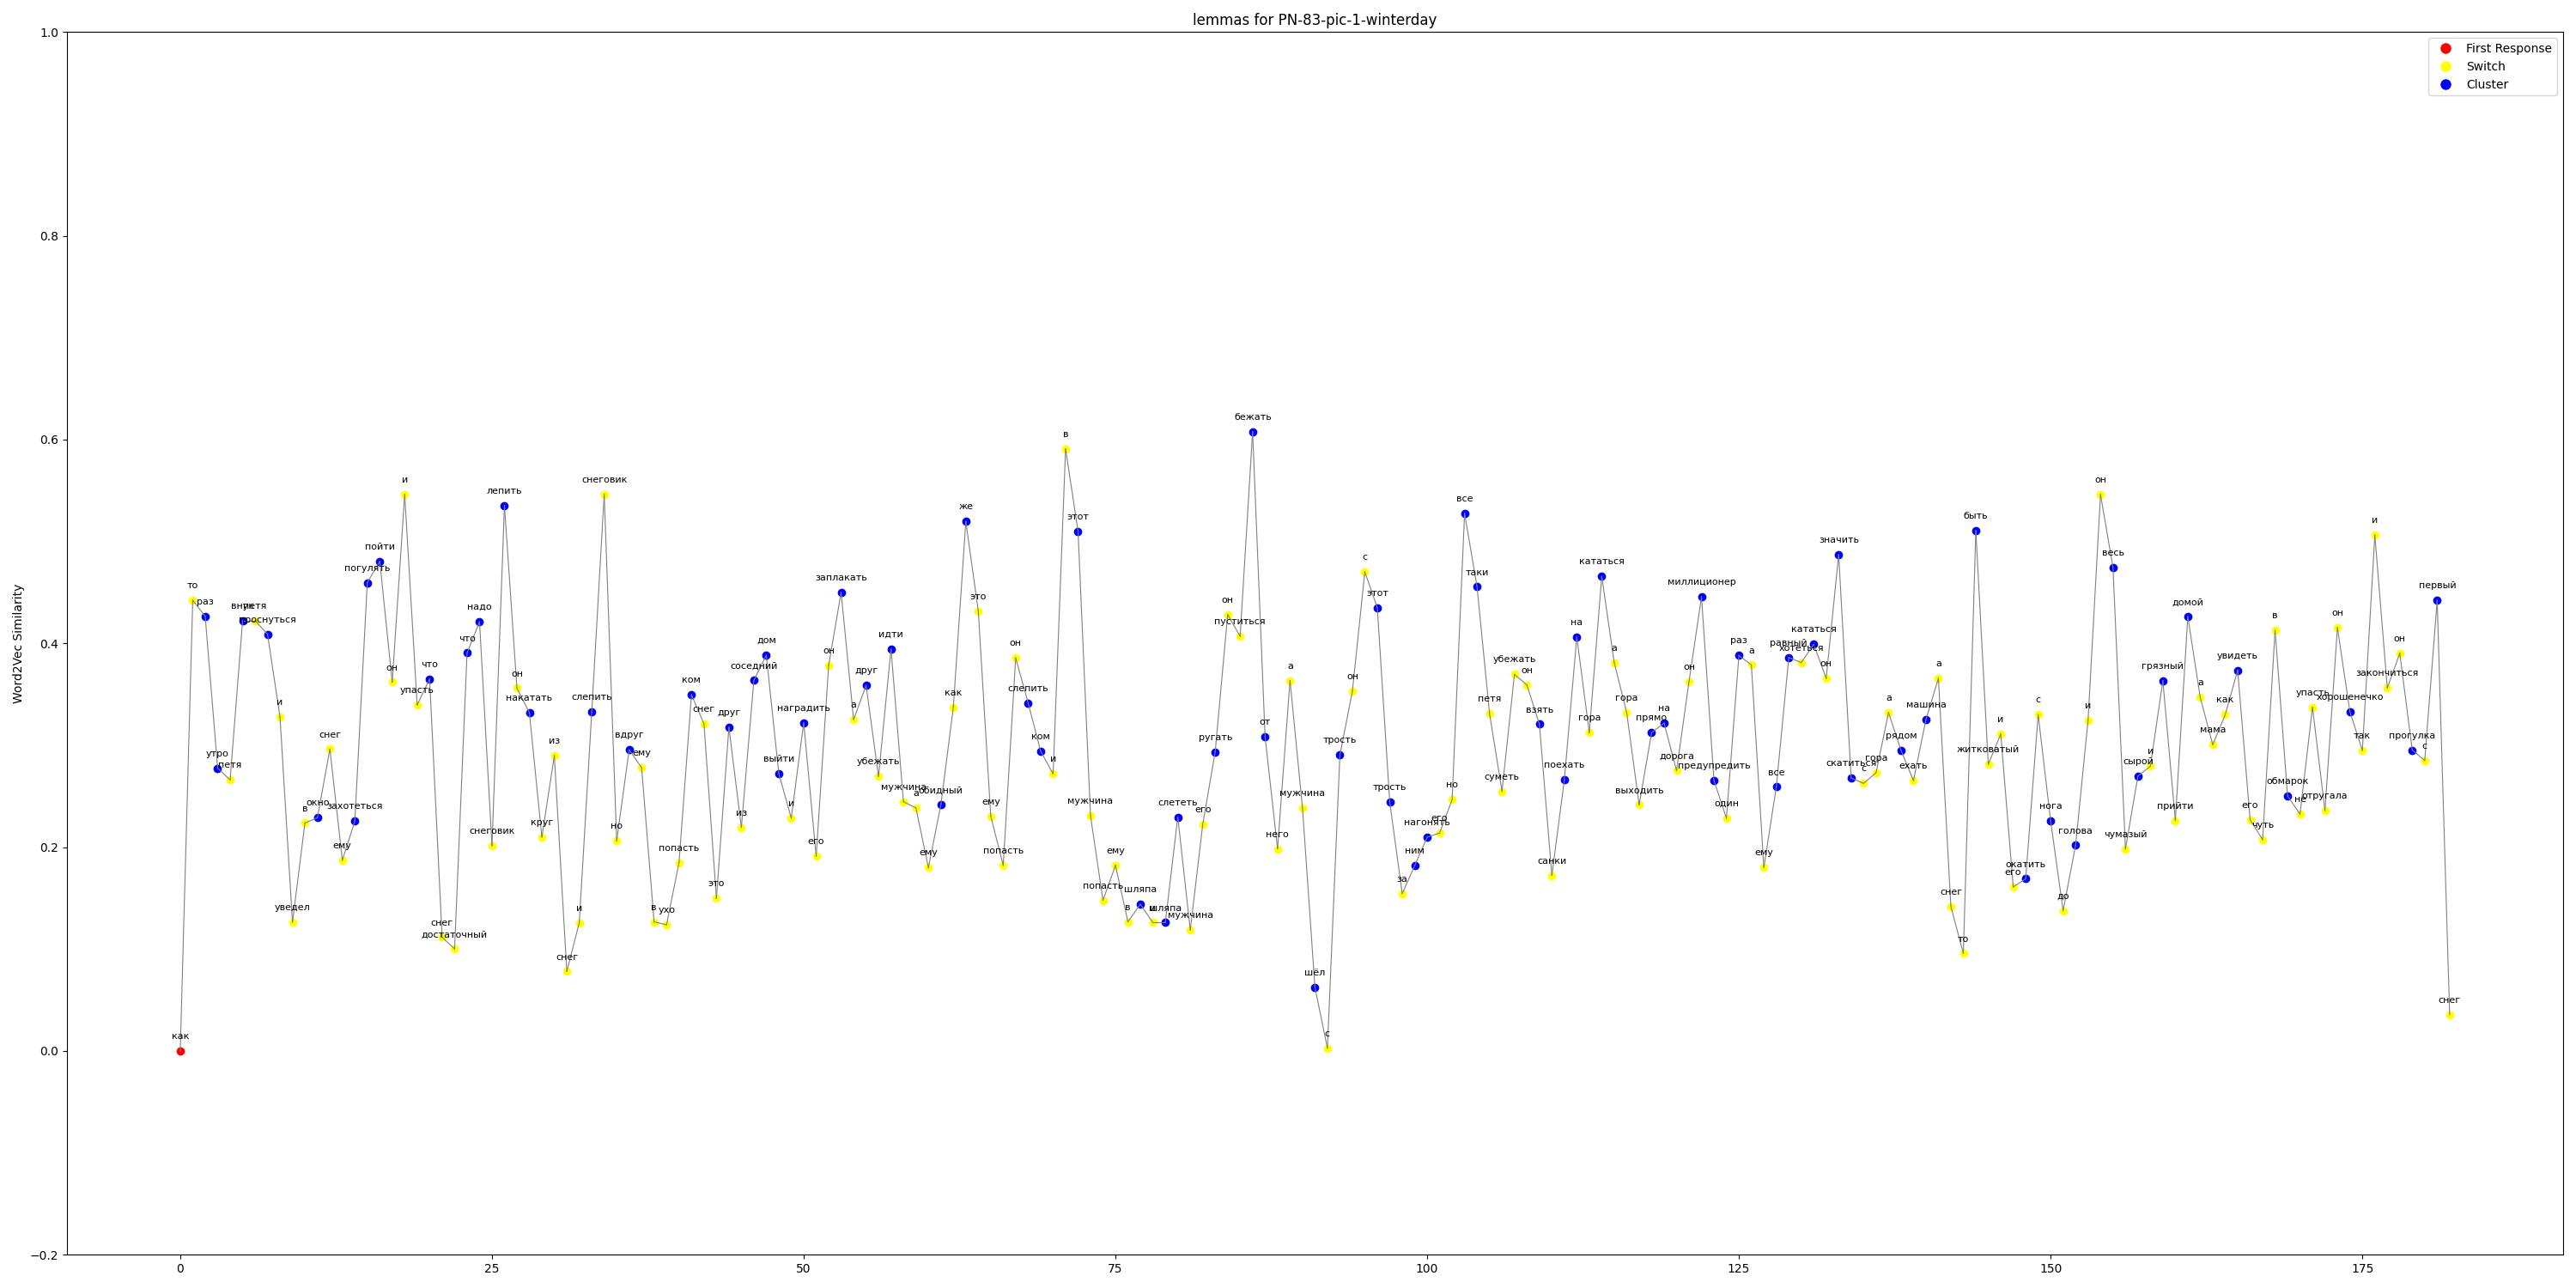 lemmas for PN-83-pic-1-winterday
First Response
Switch
Cluster
Word2Vec Similarity
1.0
0.8
0.6
0.4
0.2
0.0
−0.2
как
то
раз
утро
петя
петя
проснуться
и
уведел
в
окно
снег
ему
захотеться
погулять
пойти
он
и
упасть
что
снег
достаточный
что
надо
снеговик
лепить
он
накатать
круг
из
снег
и
слепить
снеговик
но
вдруг
ему
в
ухо
попасть
ком
снег
это
друг
из
соседний
дом
выйти
и
наградить
его
он
заплакать
а
друг
убежать
идти
мужчина
а
ему
обидный
как
же
это
ему
попасть
он
слепить
ком
и
в
этот
мужчина
попасть
ему
в
шляпа
и
шляпа
слететь
мужчина
его
ругать
он
пуститься
бежать
от
него
а
мужчина
шёл
с
трость
он
с
этот
трость
за
ним
нагонять
его
но
все
таки
петя
суметь
убежать
он
взять
санки
поехать
на
гора
кататься
а
гора
выходить
прямо
на
дорога
он
миллиционер
предупредить
один
раз
а
ему
все
равный
хотеться
кататься
он
значить
скатиться
с
гора
а
рядом
ехать
машина
а
снег
то
быть
житковатый
и
его
окатить
с
нога
до
голова
и
он
весь
чумазый
сырой
и
грязный
прийти
домой
а
мама
как
увидеть
его
чуть
в
обмарок
не
упасть
отругала
он
хорошенечко
так
и
закончиться
он
прогулка
с
первый
снег
0
25
50
75
100
125
150
175